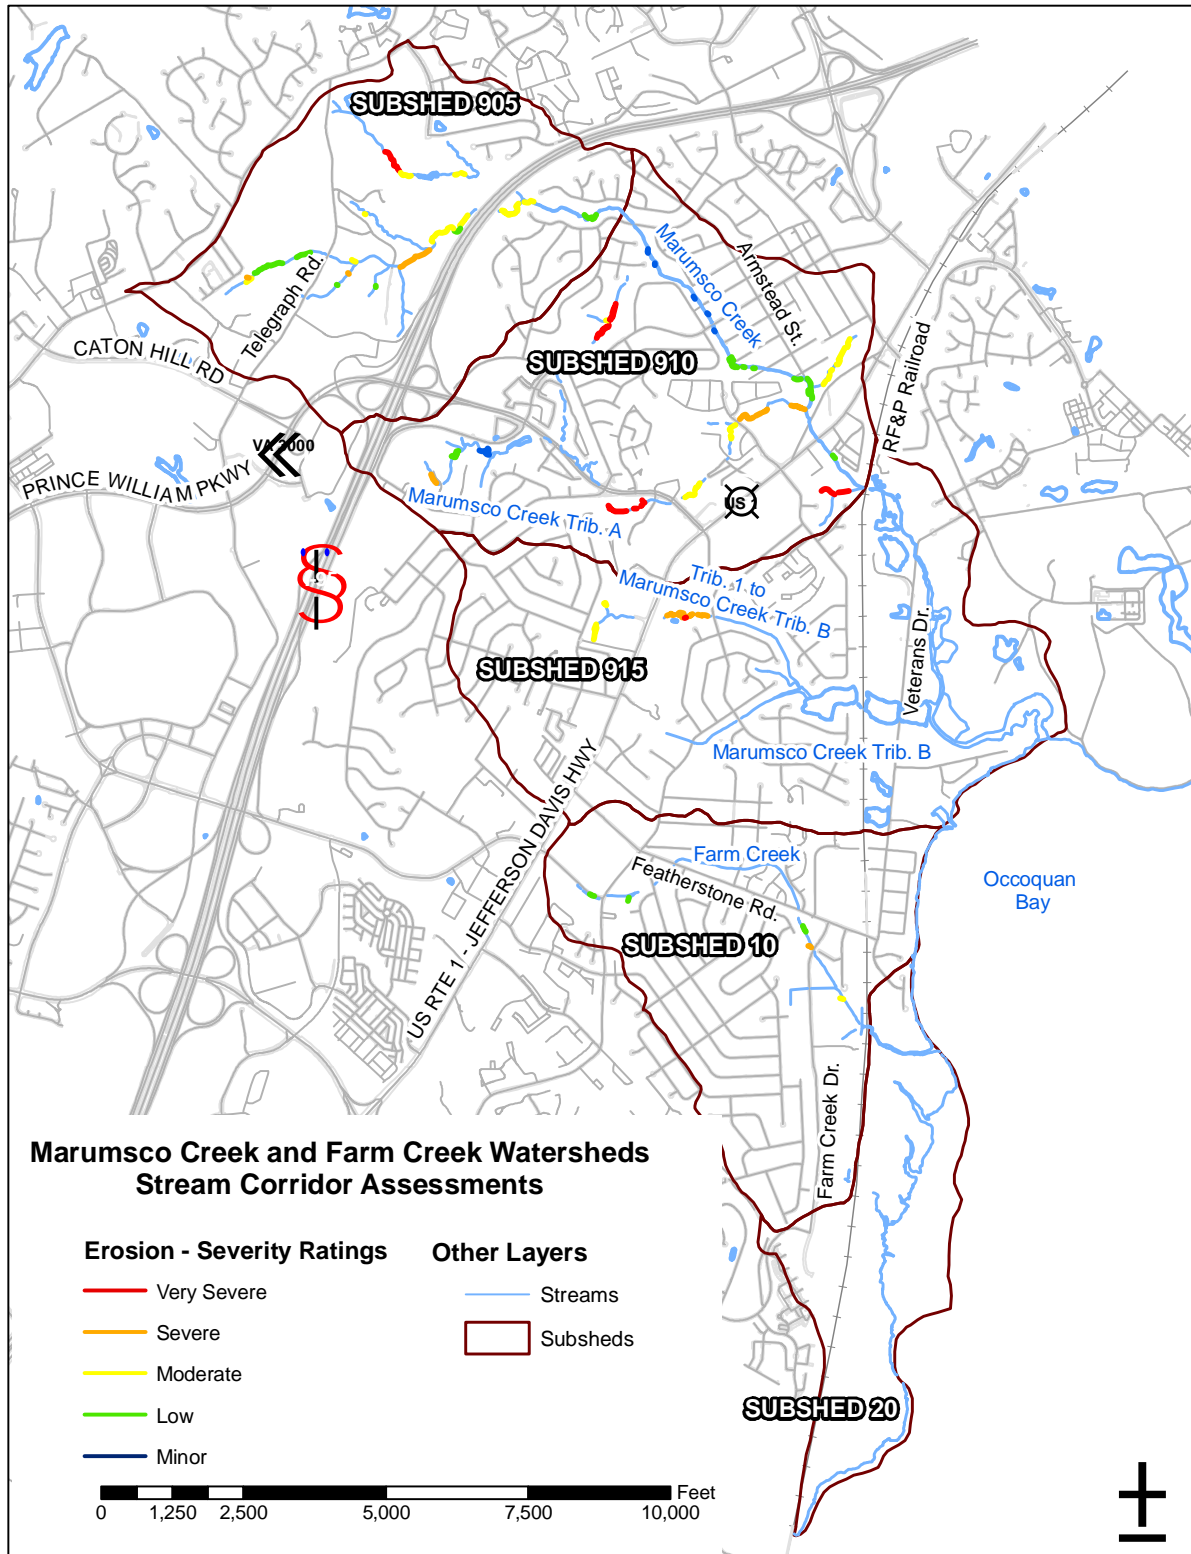 SUBSHED 905
Marumsco Creek
Armstead St.
Telegraph Rd.
CATON HILL RD
SUBSHED 910
RF&P Railroad
PRINCE WILLIAM PKWY
Marumsco Creek Trib. A
US 1
Trib. 1 to
Marumsco Creek Trib. B
SUBSHED 915
Veterans Dr.
Marumsco Creek Trib. B
US RTE 1 - JEFFERSON DAVIS HWY
Farm Creek
Featherstone Rd.
Occoquan
Bay
SUBSHED 10
Farm Creek Dr.
SUBSHED 20
Marumsco Creek and Farm Creek Watersheds
Stream Corridor Assessments
Erosion - Severity Ratings
Very Severe
Severe
Moderate
Low
Minor
Other Layers
Streams
Subsheds
Feet
0 1,250 2,500 5,000 7,500 10,000